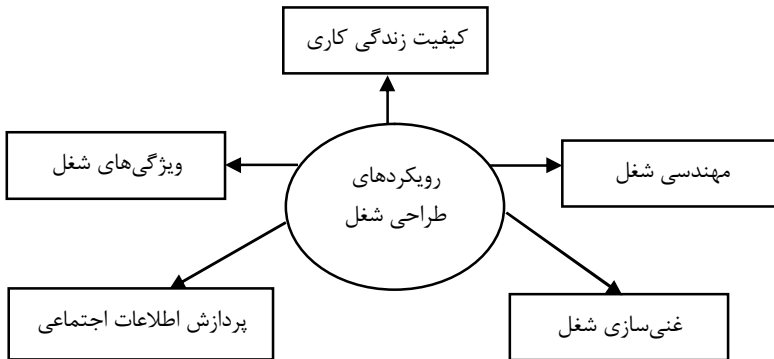 کیفیت زندگی کاری
مهندسی شغل
ویژگی‌های شغل
رویکردهای
طراحی شغل
غنی‌سازی شغل
پردازش اطلاعات اجتماعی